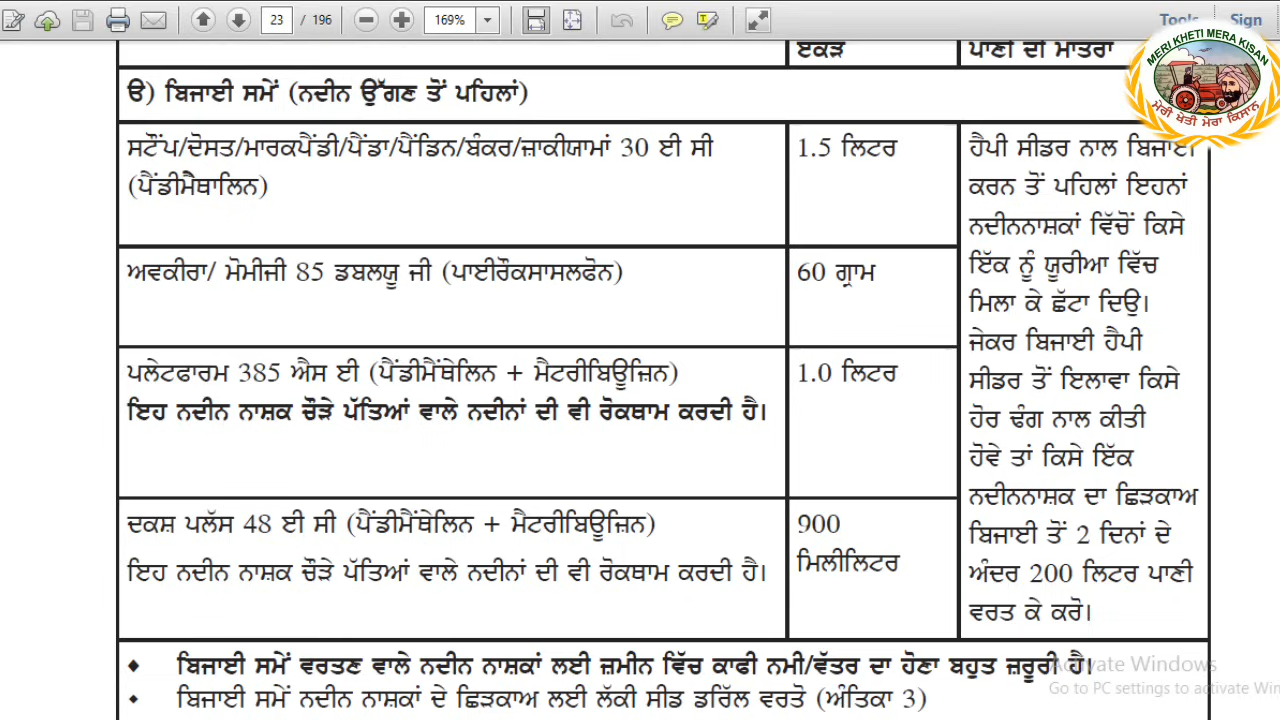 23 / 196
169%
Tools
Sign
ਏਕੜ
ਪਾਣੀ ਦੀ ਮਾਤਰਾ
MERI KHETI MERA KISAN
ਮੇਰੀ ਖੇਤੀ ਮੇਰਾ ਕਿਸਾਨ
ੳ) ਬਿਜਾਈ ਸਮੇਂ (ਨਦੀਨ ਉੱਗਣ ਤੋਂ ਪਹਿਲਾਂ)
ਸਟੌਂਪ/ਦੋਸਤ/ਮਾਰਕਪੈਂਡੀ/ਪੈਂਡਾ/ਪੈਂਡਿਨ/ਬੰਕਰ/ਜ਼ਾਕੀਯਾਮਾਂ 30 ਈ ਸੀ
(ਪੈਂਡੀਮੈਥਾਲਿਨ)
1.5 ਲਿਟਰ
ਅਵਕੀਰਾ/ ਮੋਮੀਜੀ 85 ਡਬਲਯੂ ਜੀ (ਪਾਈਰੌਕਸਾਸਲਫੋਨ)
60 ਗ੍ਰਾਮ
ਪਲੇਟਫਾਰਮ 385 ਐਸ ਈ (ਪੈਂਡੀਮੈਂਥੇਲਿਨ + ਮੈਟਰੀਬਿਊਜ਼ਿਨ)
ਇਹ ਨਦੀਨ ਨਾਸ਼ਕ ਚੌੜੇ ਪੱਤਿਆਂ ਵਾਲੇ ਨਦੀਨਾਂ ਦੀ ਵੀ ਰੋਕਥਾਮ ਕਰਦੀ ਹੈ।
1.0 ਲਿਟਰ
ਦਕਸ਼ ਪਲੱਸ 48 ਈ ਸੀ (ਪੈਂਡੀਮੈਂਥੇਲਿਨ + ਮੈਟਰੀਬਿਊਜ਼ਿਨ)
ਇਹ ਨਦੀਨ ਨਾਸ਼ਕ ਚੌੜੇ ਪੱਤਿਆਂ ਵਾਲੇ ਨਦੀਨਾਂ ਦੀ ਵੀ ਰੋਕਥਾਮ ਕਰਦੀ ਹੈ।
900
ਮਿਲੀਲਿਟਰ
ਹੈਪੀ ਸੀਡਰ ਨਾਲ ਬਿਜਾਈ
ਕਰਨ ਤੋਂ ਪਹਿਲਾਂ ਇਹਨਾਂ
ਨਦੀਨਨਾਸ਼ਕਾਂ ਵਿੱਚੋਂ ਕਿਸੇ
ਇੱਕ ਨੂੰ ਯੂਰੀਆ ਵਿੱਚ
ਮਿਲਾ ਕੇ ਛੱਟਾ ਦਿਉ।
ਜੇਕਰ ਬਿਜਾਈ ਹੈਪੀ
ਸੀਡਰ ਤੋਂ ਇਲਾਵਾ ਕਿਸੇ
ਹੋਰ ਢੰਗ ਨਾਲ ਕੀਤੀ
ਹੋਵੇ ਤਾਂ ਕਿਸੇ ਇੱਕ
ਨਦੀਨਨਾਸ਼ਕ ਦਾ ਛਿੜਕਾਅ
ਬਿਜਾਈ ਤੋਂ 2 ਦਿਨਾਂ ਦੇ
ਅੰਦਰ 200 ਲਿਟਰ ਪਾਣੀ
ਵਰਤ ਕੇ ਕਰੋ।
♦ ਬਿਜਾਈ ਸਮੇਂ ਵਰਤਣ ਵਾਲੇ ਨਦੀਨ ਨਾਸ਼ਕਾਂ ਲਈ ਜ਼ਮੀਨ ਵਿੱਚ ਕਾਫੀ ਨਮੀ/ਵੱਤਰ ਦਾ ਹੋਣਾ ਬਹੁਤ ਜ਼ਰੂਰੀ ਹੈ।
♦ ਬਿਜਾਈ ਸਮੇਂ ਨਦੀਨ ਨਾਸ਼ਕਾਂ ਦੇ ਛਿੜਕਾਅ ਲਈ ਲੱਕੀ ਸੀਡ ਡਰਿੱਲ ਵਰਤੋ (ਅੰਤਿਕਾ 3)
Activate Windows
Go to PC settings to activate Win